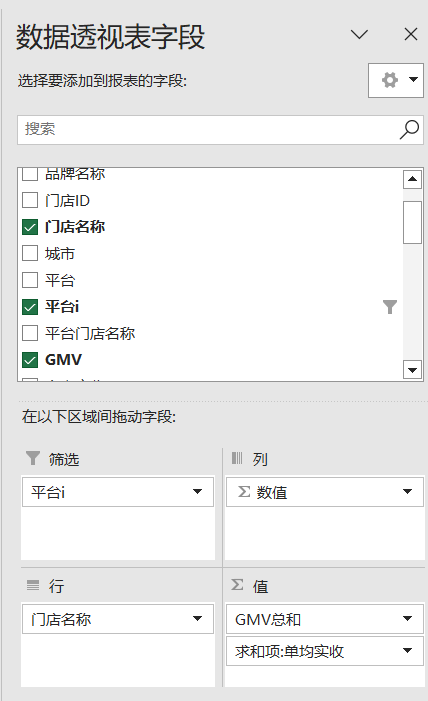 数据透视表字段
选择要添加到报表的字段:
搜索
品牌名称
门店ID
门店名称
城市
平台
平台i
平台门店名称
GMV
在以下区域间拖动字段:
筛选
列
平台i
Σ 数值
行
Σ 值
门店名称
GMV总和
求和项:单均实收